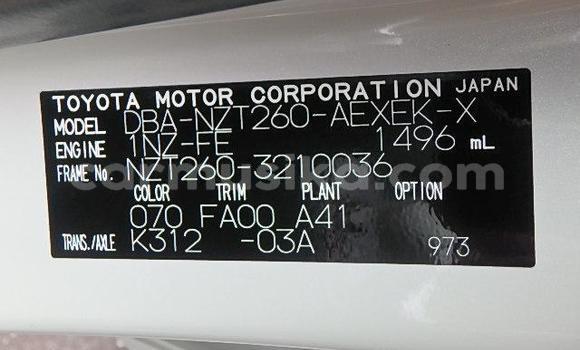 TOYOTA MOTOR CORPORATION JAPAN
MODEL DBA-NZT260-AEXEK-X
ENGINE 1NZ-FE 1496 mL
FRAME No. NZT260-3210036
COLOR TRIM PLANT OPTION
070 FA00 A41
TRANS./AXLE K312 -03A 973